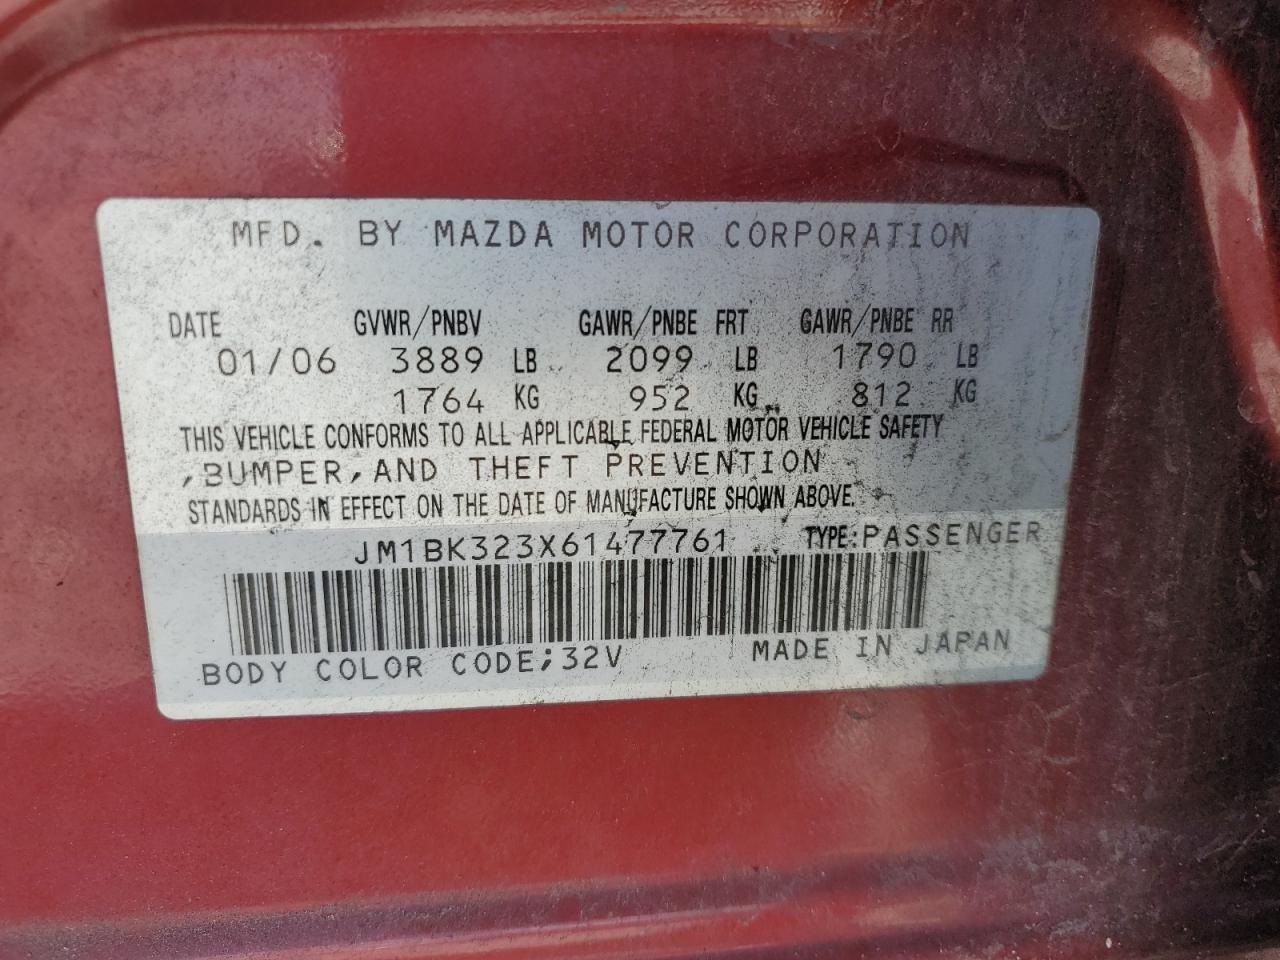 MFD. BY MAZDA MOTOR CORPORATION
DATE GVWR/PNBV GAWR/PNBE FRT GAWR/PNBE RR
01/06 3889 LB 2099 LB 1790 LB
1764 KG 952 KG 812 KG
THIS VEHICLE CONFORMS TO ALL APPLICABLE FEDERAL MOTOR VEHICLE SAFETY
,BUMPER,AND THEFT PREVENTION
STANDARDS IN EFFECT ON THE DATE OF MANUFACTURE SHOWN ABOVE.
JM1BK323X61477761 TYPE:PASSENGER
BODY COLOR CODE;32V MADE IN JAPAN